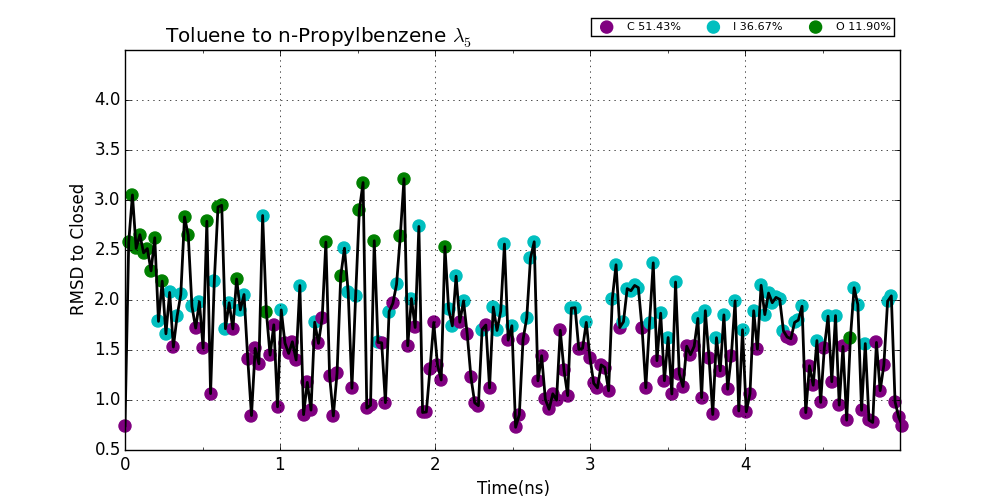 Toluene to n-Propylbenzene λ5
C 51.43% I 36.67% O 11.90%
4.0
3.5
3.0
2.5
2.0
1.5
1.0
0.5
RMSD to Closed
0 1 2 3 4
Time(ns)